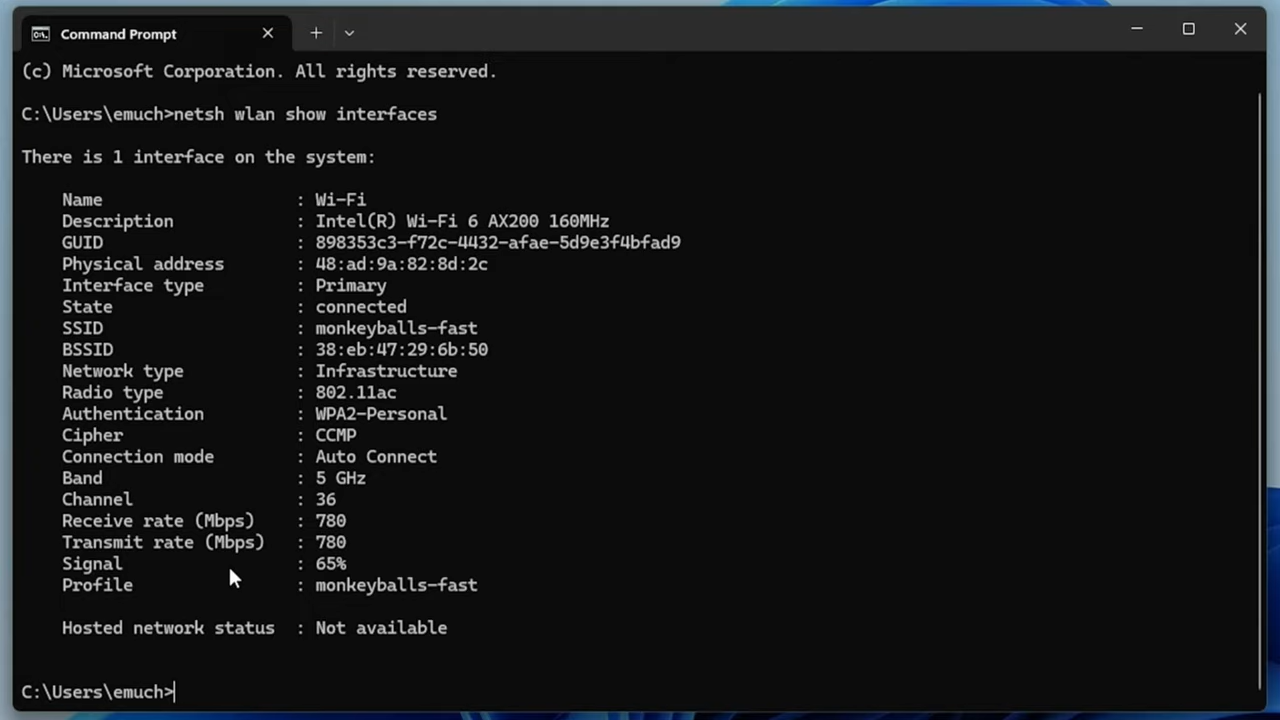 Command Prompt
(c) Microsoft Corporation. All rights reserved.
C:\Users\emuch>netsh wlan show interfaces
There is 1 interface on the system:
Name : Wi-Fi
Description : Intel(R) Wi-Fi 6 AX200 160MHz
GUID : 898353c3-f72c-4432-afae-5d9e3f4bfad9
Physical address : 48:ad:9a:82:8d:2c
Interface type : Primary
State : connected
SSID : monkeyballs-fast
BSSID : 38:eb:47:29:6b:50
Network type : Infrastructure
Radio type : 802.11ac
Authentication : WPA2-Personal
Cipher : CCMP
Connection mode : Auto Connect
Band : 5 GHz
Channel : 36
Receive rate (Mbps) : 780
Transmit rate (Mbps) : 780
Signal : 65%
Profile : monkeyballs-fast
Hosted network status : Not available
C:\Users\emuch>